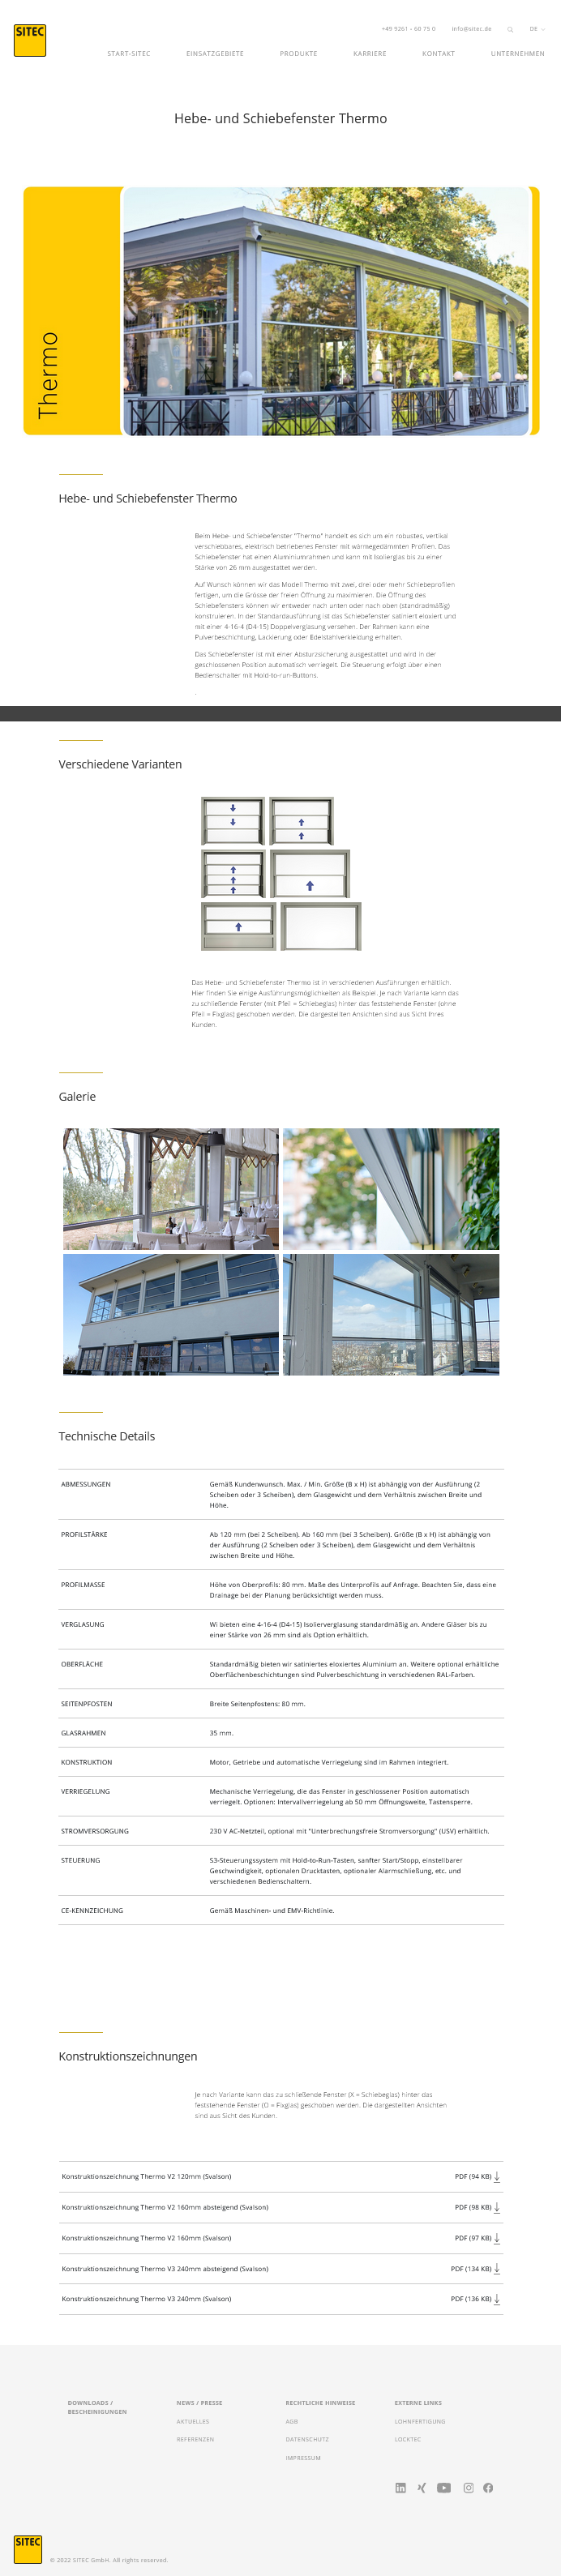 SITEC
+49 9261 - 68 75 0 info@sitec.de DE
START-SITEC EINSATZGEBIETE PRODUKTE KARRIERE KONTAKT UNTERNEHMEN
Hebe- und Schiebefenster Thermo
Thermo
Hebe- und Schiebefenster Thermo
Beim Hebe- und Schiebefenster "Thermo" handelt es sich um ein robustes, vertikal
verschiebbares, elektrisch betriebenes Fenster mit wärmegedämmten Profilen. Das
Schiebefenster hat einen Aluminiumrahmen und kann mit Isolierglas bis zu einer
Stärke von 26 mm ausgestattet werden.
Auf Wunsch können wir das Modell Thermo mit zwei, drei oder mehr Schiebeprofilen
fertigen, um die Grösse der freien Öffnung zu maximieren. Die Öffnung des
Schiebefensters können wir entweder nach unten oder nach oben (standradmäßig)
konstruieren. In der Standardausführung ist das Schiebefenster satiniert eloxiert und
mit einer 4-16-4 (D4-15) Doppelverglasung versehen. Der Rahmen kann eine
Pulverbeschichtung, Lackierung oder Edelstahlverkleidung erhalten.
Das Schiebefenster ist mit einer Absturzsicherung ausgestattet und wird in der
geschlossenen Position automatisch verriegelt. Die Steuerung erfolgt über einen
Bedienschalter mit Hold-to-run-Buttons.
.
Verschiedene Varianten
Das Hebe- und Schiebefenster Thermo ist in verschiedenen Ausfahrungen erhältlich.
Hier finden Sie einige Ausführungsmöglichkeiten als Beispiel. Je nach Variante kann das
zu schließende Fenster (mit Pfeil = Schiebeglas) hinter das feststehende Fenster (ohne
Pfeil = Fixglas) geschoben werden. Die dargestellten Ansichten sind aus Sicht Ihres
Kunden.
Galerie
Technische Details
ABMESSUNGEN Gemäß Kundenwunsch. Max. / Min. Größe (B x H) ist abhängig von der Ausführung (2
Scheiben oder 3 Scheiben), dem Glasgewicht und dem Verhältnis zwischen Breite und
Höhe.
PROFILSTÄRKE Ab 120 mm (bei 2 Scheiben). Ab 160 mm (bei 3 Scheiben). Größe (B x H) ist abhängig von
der Ausführung (2 Scheiben oder 3 Scheiben), dem Glasgewicht und dem Verhältnis
zwischen Breite und Höhe.
PROFILMASSE Höhe von Oberprofils: 80 mm. Maße des Unterprofils auf Anfrage. Beachten Sie, dass eine
Drainage bei der Planung berücksichtigt werden muss.
VERGLASUNG Wi bieten eine 4-16-4 (D4-15) Isolierverglasung standardmäßig an. Andere Gläser bis zu
einer Stärke von 26 mm sind als Option erhältlich.
OBERFLÄCHE Standardmäßig bieten wir satiniertes eloxiertes Aluminium an. Weitere optional erhältliche
Oberflächenbeschichtungen sind Pulverbeschichtung in verschiedenen RAL-Farben.
SEITENPFOSTEN Breite Seitenpfostens: 80 mm.
GLASRAHMEN 35 mm.
KONSTRUKTION Motor, Getriebe und automatische Verriegelung sind im Rahmen integriert.
VERRIEGELUNG Mechanische Verriegelung, die das Fenster in geschlossener Position automatisch
verriegelt. Optionen: Intervallverriegelung ab 50 mm Öffnungsweite, Tastensperre.
STROMVERSORGUNG 230 V AC-Netzteil, optional mit "Unterbrechungsfreie Stromversorgung" (USV) erhältlich.
STEUERUNG S3-Steuerungssystem mit Hold-to-Run-Tasten, sanfter Start/Stopp, einstellbarer
Geschwindigkeit, optionalen Drucktasten, optionaler Alarmschließung, etc. und
verschiedenen Bedienschaltern.
CE-KENNZEICHUNG Gemäß Maschinen- und EMV-Richtlinie.
Konstruktionszeichnungen
Je nach Variante kann das zu schließende Fenster (X = Schiebeglas) hinter das
feststehende Fenster (O = Fixglas) geschoben werden. Die dargestellten Ansichten
sind aus Sicht des Kunden.
Konstruktionszeichnung Thermo V2 120mm (Svalson) PDF (94 KB)
Konstruktionszeichnung Thermo V2 160mm absteigend (Svalson) PDF (98 KB)
Konstruktionszeichnung Thermo V2 160mm (Svalson) PDF (97 KB)
Konstruktionszeichnung Thermo V3 240mm absteigend (Svalson) PDF (134 KB)
Konstruktionszeichnung Thermo V3 240mm (Svalson) PDF (136 KB)
DOWNLOADS /
BESCHEINIGUNGEN
NEWS / PRESSE
AKTUELLES
REFERENZEN
RECHTLICHE HINWEISE
AGB
DATENSCHUTZ
IMPRESSUM
EXTERNE LINKS
LOHNFERTIGUNG
LOCKTEC
SITEC
© 2022 SITEC GmbH. All rights reserved.